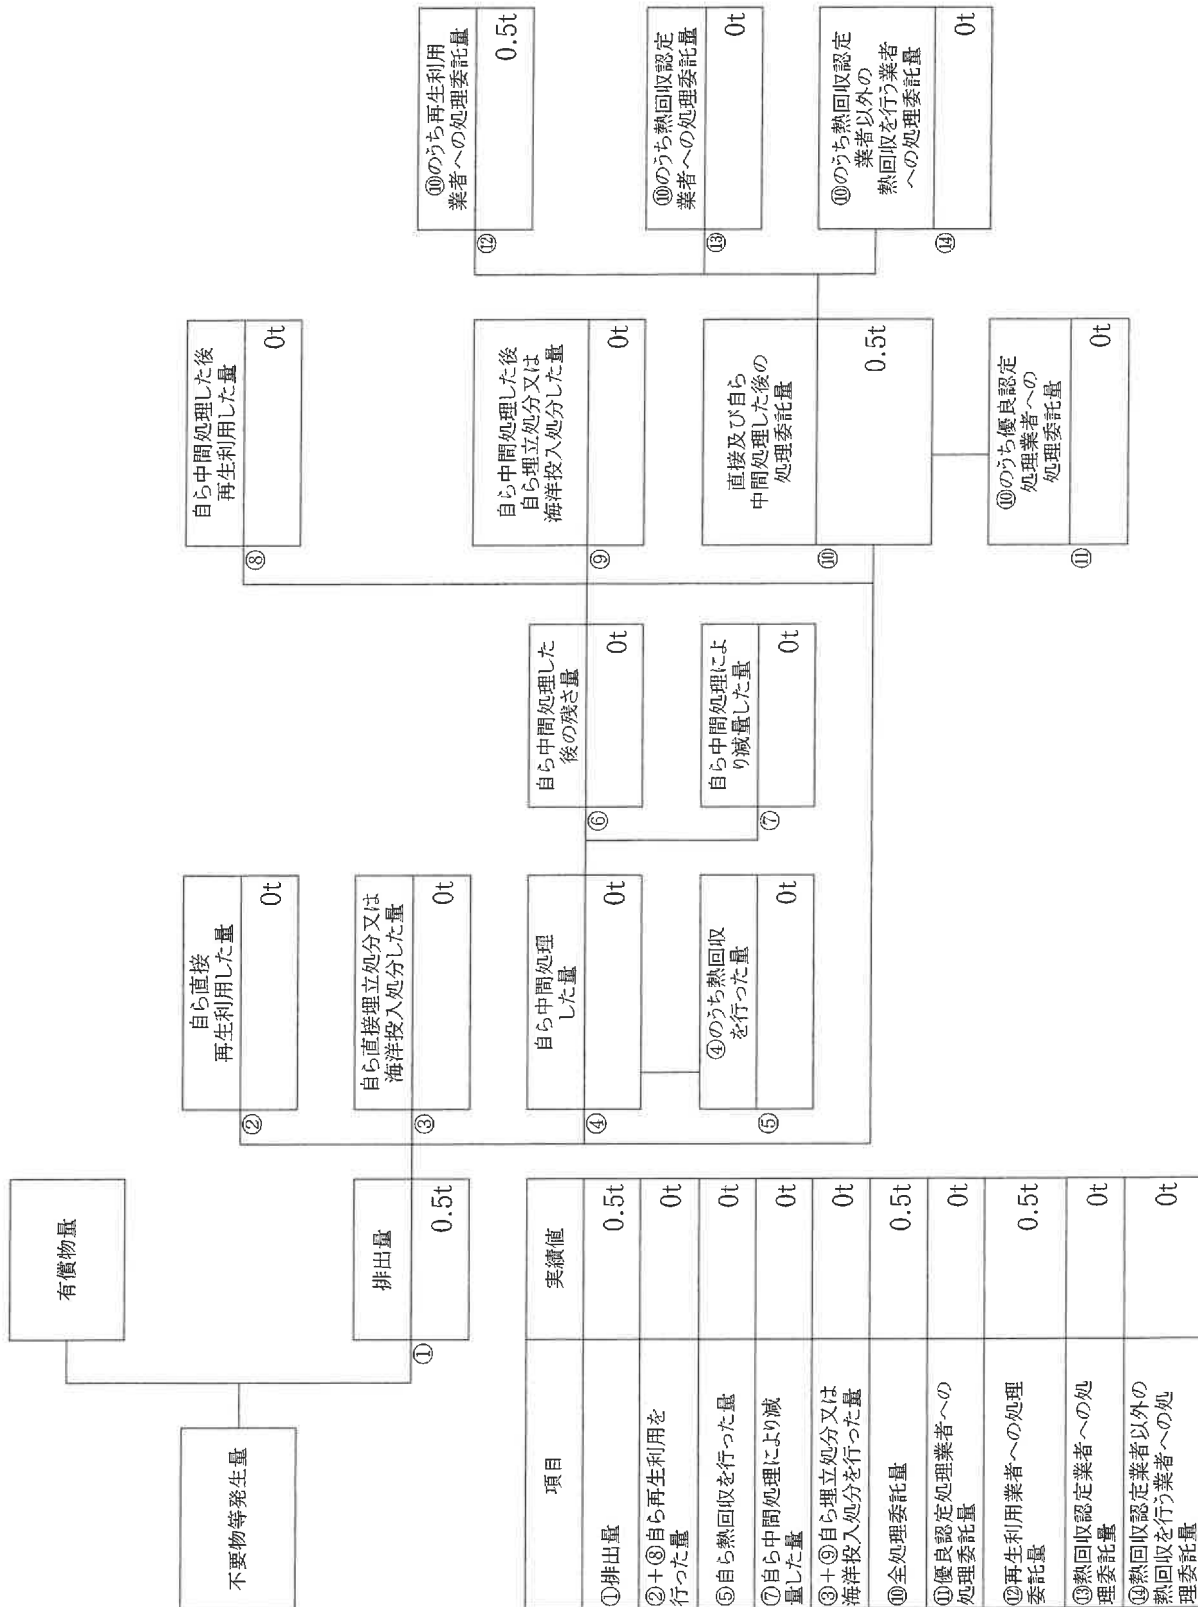 不要物等発生量
有償物量
①
排出量
0.5t
②
自ら直接
再生利用した量
0t
③
自ら直接埋立処分又は
海洋投入処分した量
0t
④
自ら中間処理
した量
0t
⑤
④のうち熱回収
を行った量
0t
⑥
自ら中間処理した
後の残さ量
0t
⑦
自ら中間処理によ
り減量した量
0t
⑧
自ら中間処理した後
再生利用した量
0t
⑨
自ら中間処理した後
自ら埋立処分又は
海洋投入処分した量
0t
⑩
直接及び自ら
中間処理した後の
処理委託量
0.5t
⑪
⑩のうち優良認定
処理業者への
処理委託量
0t
⑫
⑩のうち再生利用
業者への処理委託量
0.5t
⑬
⑩のうち熱回収認定
業者への処理委託量
0t
⑭
⑩のうち熱回収認定
業者以外の
熱回収を行う業者
への処理委託量
0t
項目 実績値
①排出量 0.5t
②+⑧自ら再生利用を
行った量 0t
⑤自ら熱回収を行った量 0t
⑦自ら中間処理により減
量した量 0t
③+⑨自ら埋立処分又は
海洋投入処分を行った量 0t
⑩全処理委託量 0.5t
⑪優良認定処理業者への
処理委託量 0t
⑫再生利用業者への処理
委託量 0.5t
⑬熱回収認定業者への処
理委託量 0t
⑭熱回収認定業者以外の
熱回収を行う業者への処
理委託量 0t